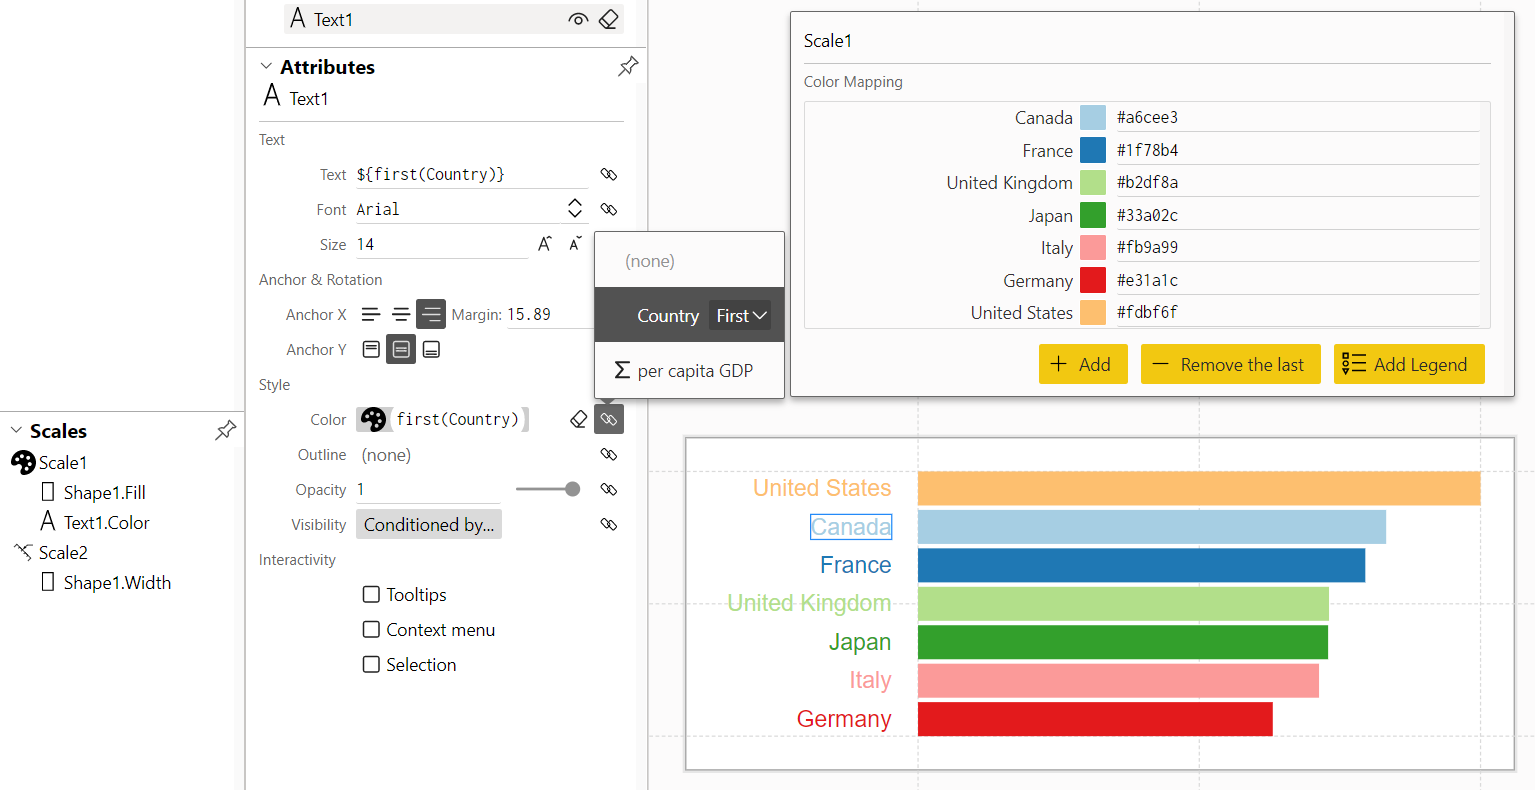 Text1
Attributes
Text1
Text
Text ${first(Country)}
Font Arial
Size 14
Anchor & Rotation
Anchor X Margin: 15.89
Anchor Y
Style
Color first(Country)
Outline (none)
Opacity 1
Visibility Conditioned by...
Interactivity
Tooltips
Context menu
Selection
Scales
Scale1
Shape1.Fill
Text1.Color
Scale2
Shape1.Width
(none)
Country First
Σ per capita GDP
Scale1
Color Mapping
Canada #a6cee3
France #1f78b4
United Kingdom #b2df8a
Japan #33a02c
Italy #fb9a99
Germany #e31a1c
United States #fdbf6f
Add Remove the last Add Legend
United States
Canada
France
United Kingdom
Japan
Italy
Germany